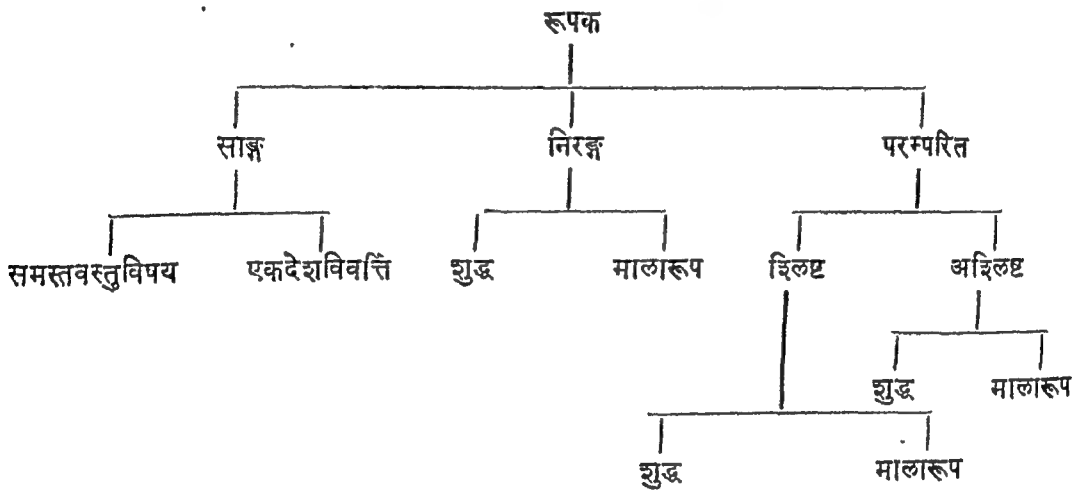 रूपक
साङ्ग निरङ्ग परम्परित
समस्तवस्तुविषय एकदेशविवर्त्ति शुद्ध मालारूप श्लिष्ट अश्लिष्ट
शुद्ध मालारूप
शुद्ध मालारूप